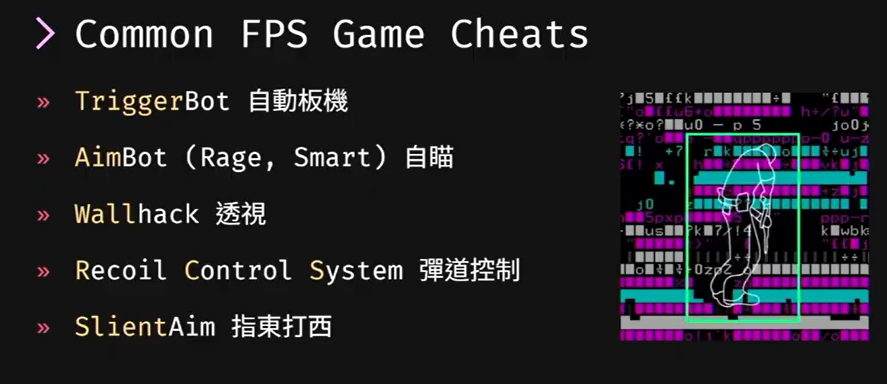 Common FPS Game Cheats
» TriggerBot 自動板機
» AimBot (Rage, Smart) 自瞄
» Wallhack 透視
» Recoil Control System 彈道控制
» SlientAim 指東打西